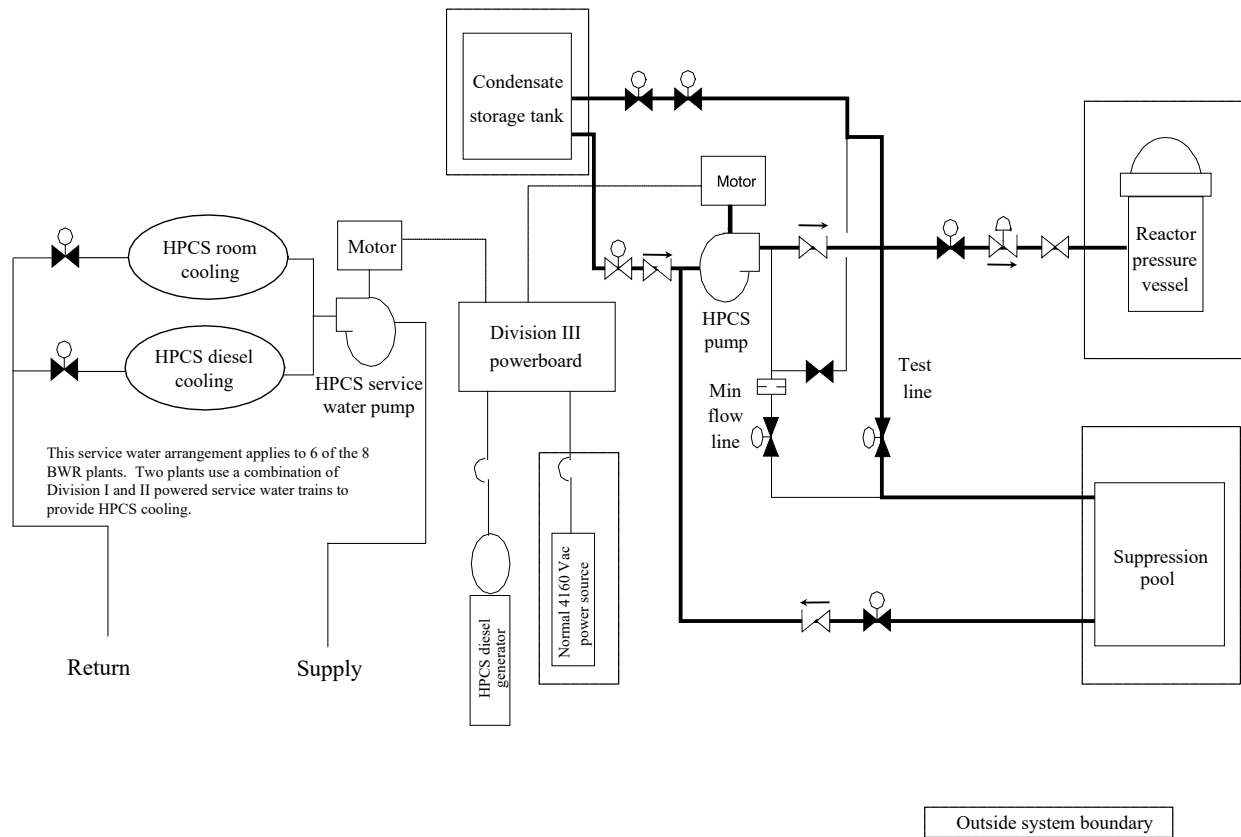 Condensate
storage tank
Motor
HPCS room
cooling
Motor
Reactor
pressure
vessel
HPCS diesel
cooling
HPCS service
water pump
Division III
powerboard
HPCS
pump
Min
flow
line
Test
line
This service water arrangement applies to 6 of the 8
BWR plants. Two plants use a combination of
Division I and II powered service water trains to
provide HPCS cooling.
Return
Supply
HPCS diesel
generator
Normal 4160 Vac
power source
Suppression
pool
Outside system boundary